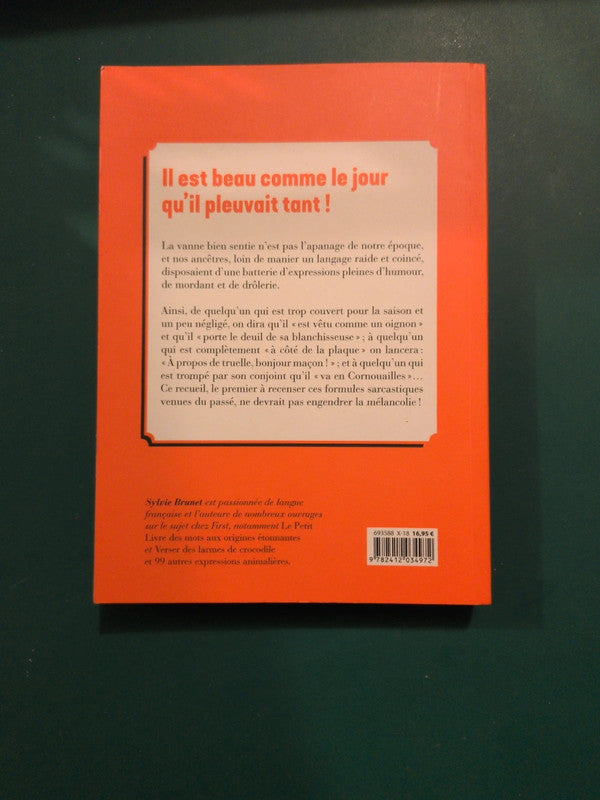 Il est beau comme le jour
qu'il pleuvait tant !
La vanne bien sentie n'est pas l'apanage de notre époque,
et nos ancêtres, loin de manier un langage raide et coincé,
disposaient d'une batterie d'expressions pleines d'humour,
de mordant et de drôlerie.
Ainsi, de quelqu'un qui est trop couvert pour la saison et
un peu négligé, on dira qu'il « est vêtu comme un oignon »
et qu'il « porte le deuil de sa blanchisseuse » ; à quelqu'un
qui est complètement « à côté de la plaque » on lancera :
« À propos de truelle, bonjour maçon ! » ; et à quelqu'un qui
est trompé par son conjoint qu'il « va en Cornouailles »…
Ce recueil, le premier à recenser ces formules sarcastiques
venues du passé, ne devrait pas engendrer la mélancolie !
Sylvie Brunet est passionnée de langue
française et l'auteure de nombreux ouvrages
sur le sujet chez First, notamment Le Petit
Livre des mots aux origines étonnantes
et Verser des larmes de crocodile
et 99 autres expressions animalières.
693588 X-18 16,95 €
9 782412 034972